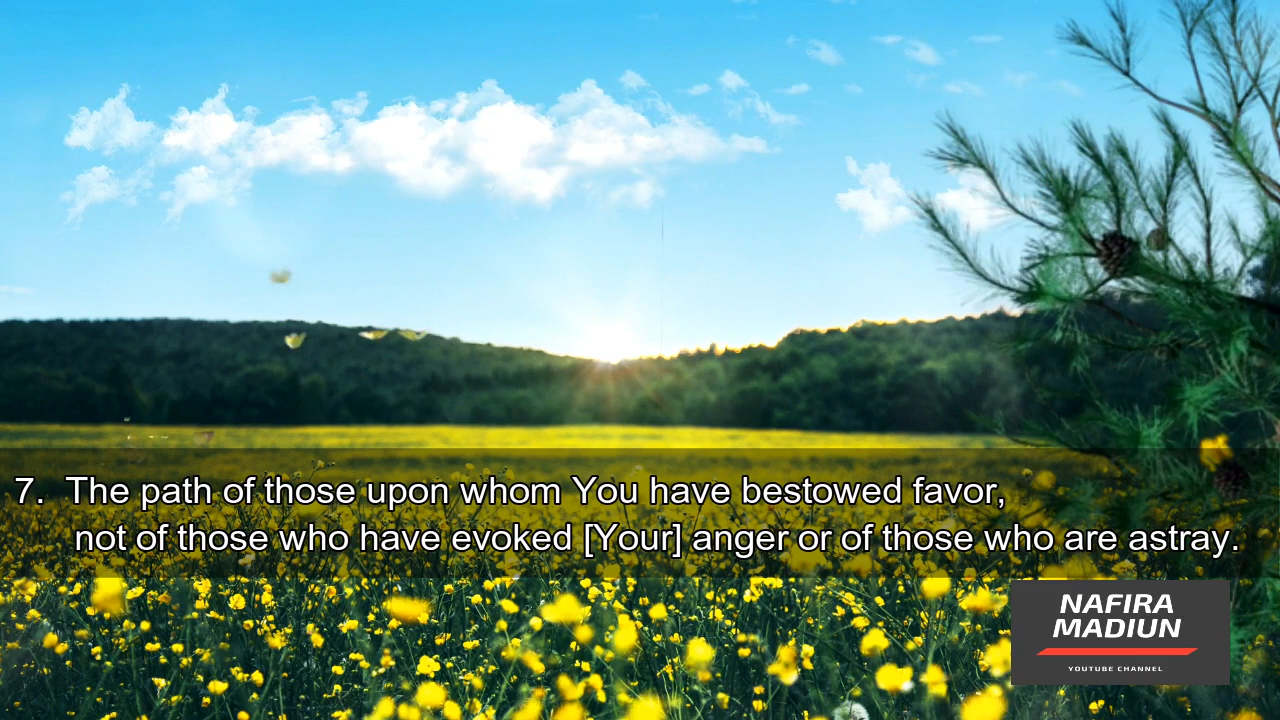 7. The path of those upon whom You have bestowed favor,
not of those who have evoked [Your] anger or of those who are astray.
NAFIRA
MADIUN
YOUTUBE CHANNEL